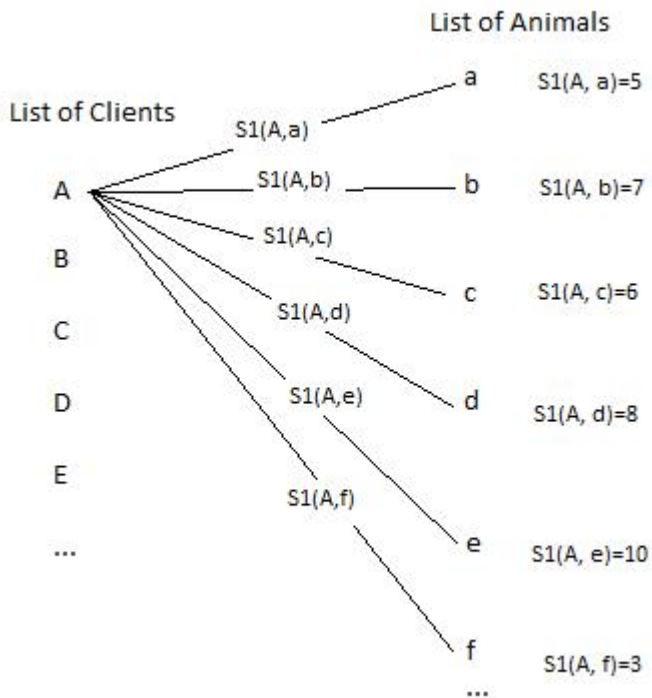 List of Animals
List of Clients
a S1(A, a)=5
S1(A,a)
A S1(A,b) b S1(A, b)=7
S1(A,c)
B
c S1(A, c)=6
S1(A,d)
C
D S1(A,e) d S1(A, d)=8
E
S1(A,f)
...
e S1(A, e)=10
f S1(A, f)=3
...